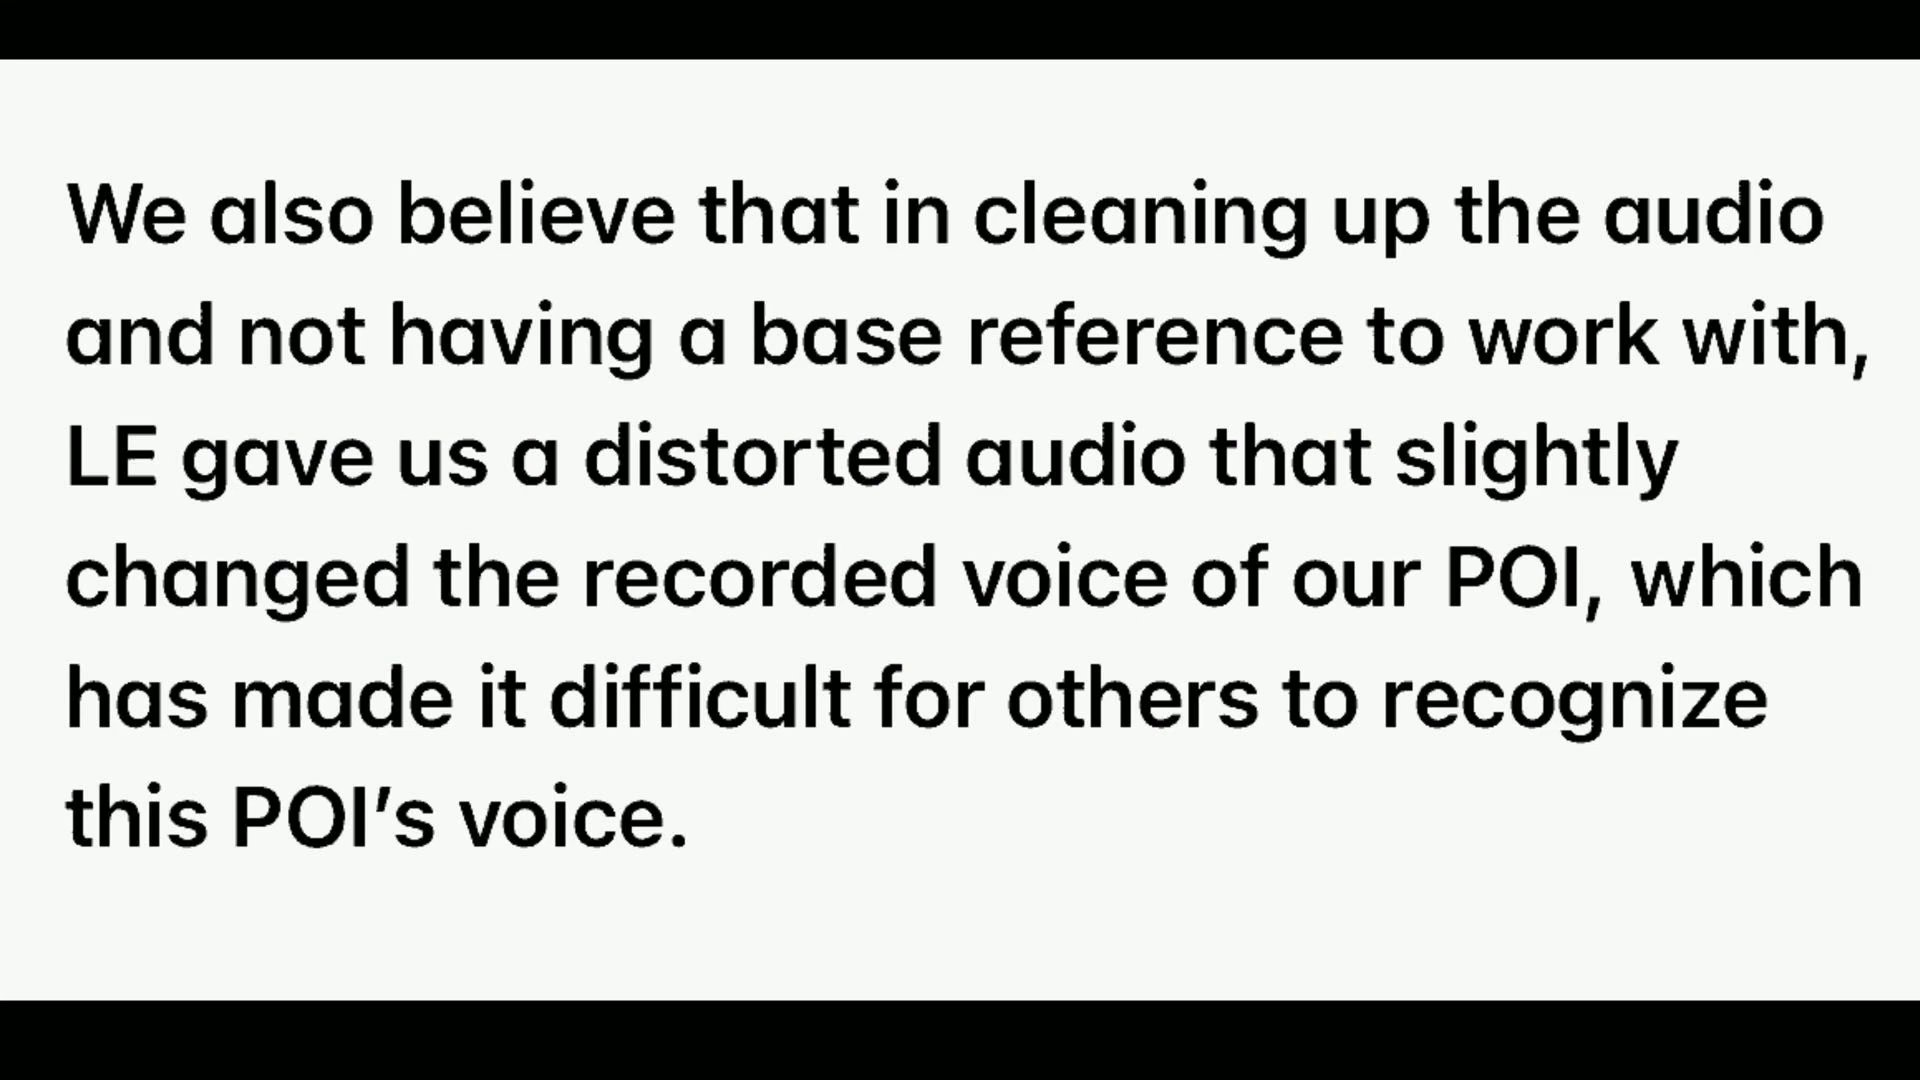 We also believe that in cleaning up the audio
and not having a base reference to work with,
LE gave us a distorted audio that slightly
changed the recorded voice of our POI, which
has made it difficult for others to recognize
this POI’s voice.